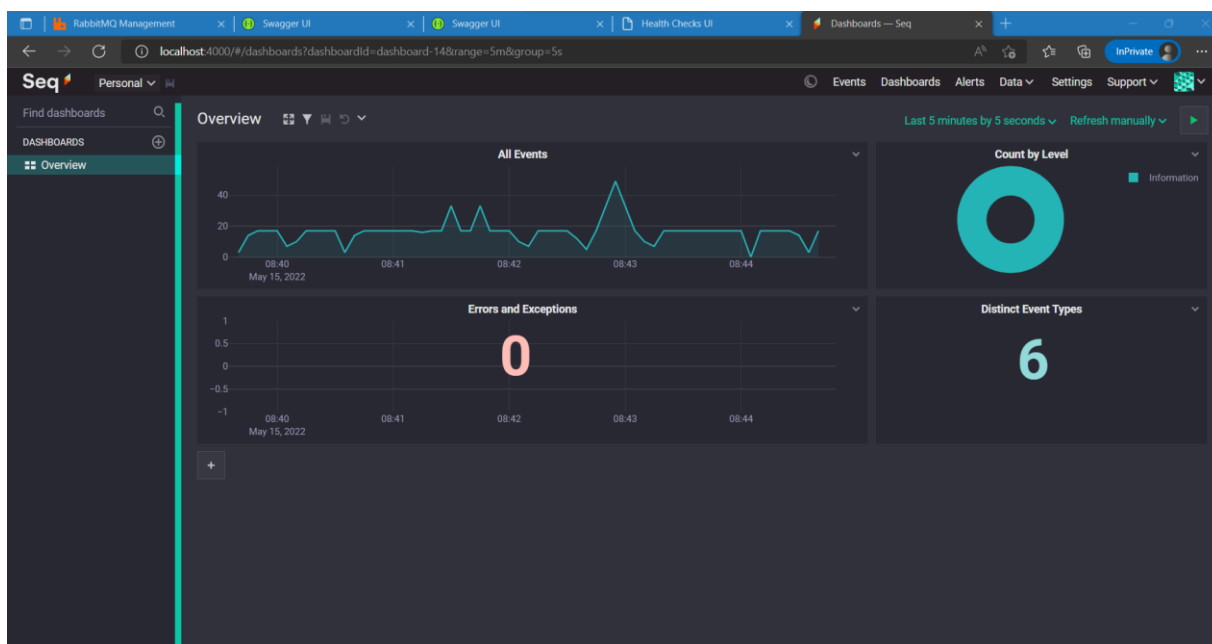 RabbitMQ Management
Swagger UI
Swagger UI
Health Checks UI
Dashboards — Seq
localhost:4000/#/dashboards?dashboardId=dashboard-14&range=5m&group=5s
InPrivate
Seq
Personal
Events Dashboards Alerts Data Settings Support
Find dashboards
DASHBOARDS
Overview
Overview
Last 5 minutes by 5 seconds
Refresh manually
All Events
40
20
0
08:40 08:41 08:42 08:43 08:44
May 15, 2022
Count by Level
Information
Errors and Exceptions
1
0.5
0
-0.5
-1
0
08:40 08:41 08:42 08:43 08:44
May 15, 2022
Distinct Event Types
6